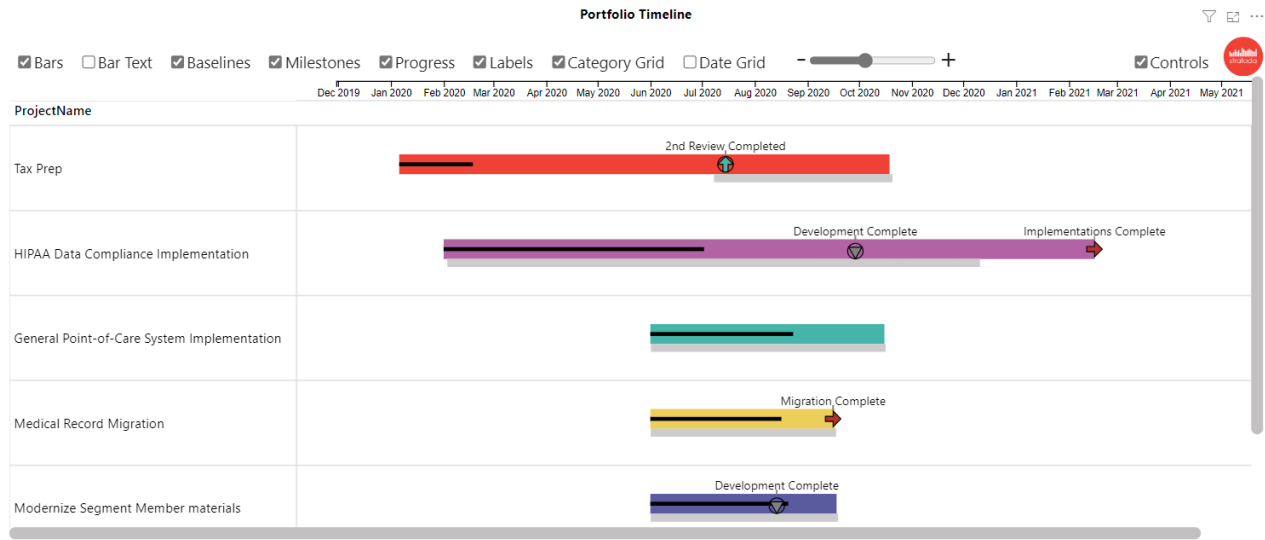 Portfolio Timeline
Bars Bar Text Baselines Milestones Progress Labels Category Grid Date Grid - + Controls
strafoda
Dec 2019 Jan 2020 Feb 2020 Mar 2020 Apr 2020 May 2020 Jun 2020 Jul 2020 Aug 2020 Sep 2020 Oct 2020 Nov 2020 Dec 2020 Jan 2021 Feb 2021 Mar 2021 Apr 2021 May 2021
ProjectName
2nd Review Completed
Tax Prep
Development Complete Implementations Complete
HIPAA Data Compliance Implementation
General Point-of-Care System Implementation
Migration Complete
Medical Record Migration
Development Complete
Modernize Segment Member materials